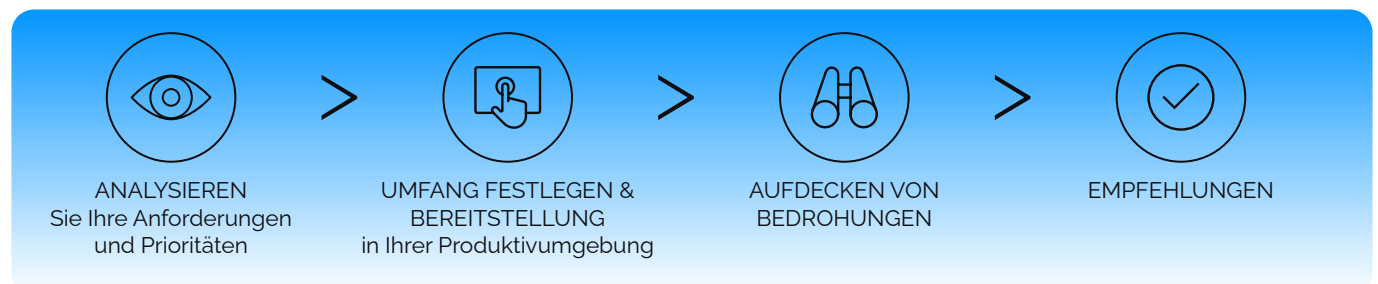 ANALYSIEREN
Sie Ihre Anforderungen
und Prioritäten
UMFANG FESTLEGEN &
BEREITSTELLUNG
in Ihrer Produktivumgebung
AUFDECKEN VON
BEDROHUNGEN
EMPFEHLUNGEN